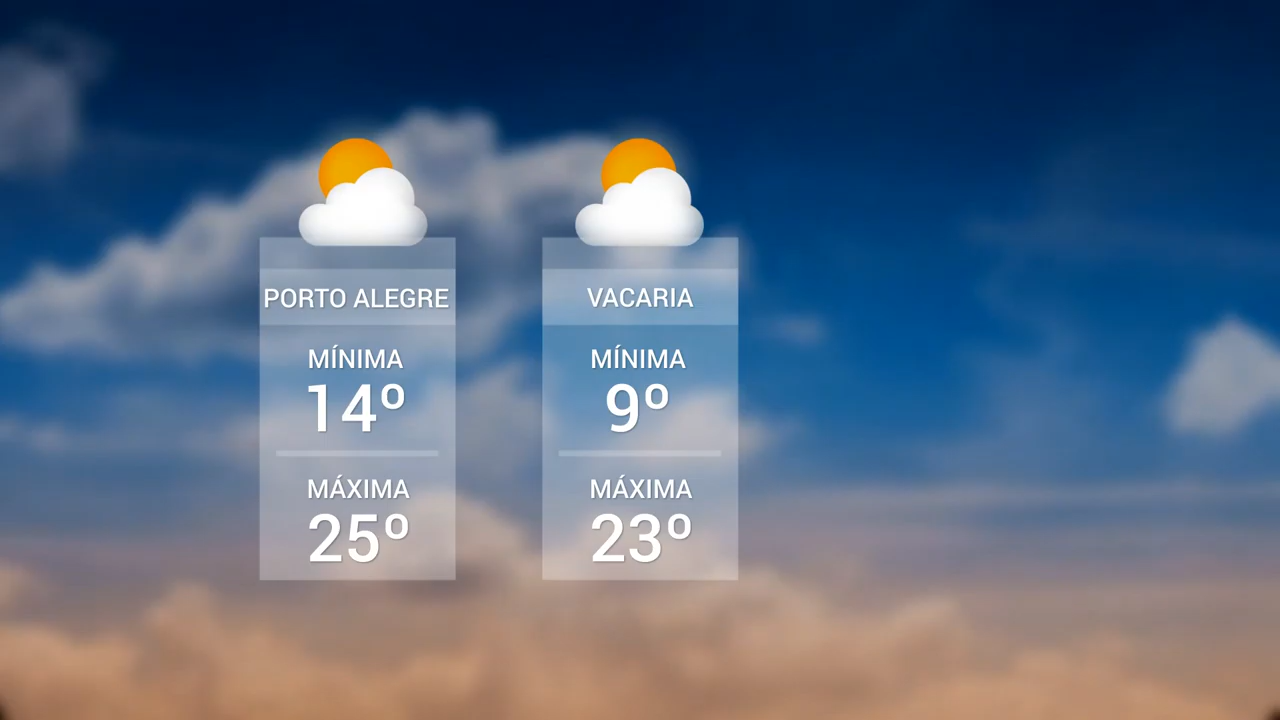 PORTO ALEGRE
MÍNIMA
14º
MÁXIMA
25º
VACARIA
MÍNIMA
9º
MÁXIMA
23º